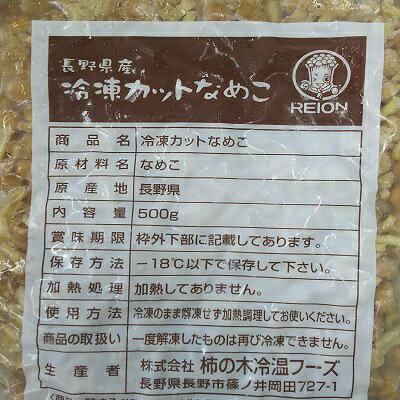 長野県産
冷凍カットなめこ
REION
商品名 冷凍カットなめこ
原材料名 なめこ
原産地 長野県
内容量 500g
賞味期限 枠外下部に記載してあります。
保存方法 －18℃以下で保存して下さい。
加熱処理 加熱してありません。
使用方法 冷凍のまま解凍せず加熱調理してお使いください。
商品の取扱い 一度解凍したものは再び冷凍できません。
生産者 株式会社 柿の木冷温フーズ
長野県長野市篠ノ井岡田727-1